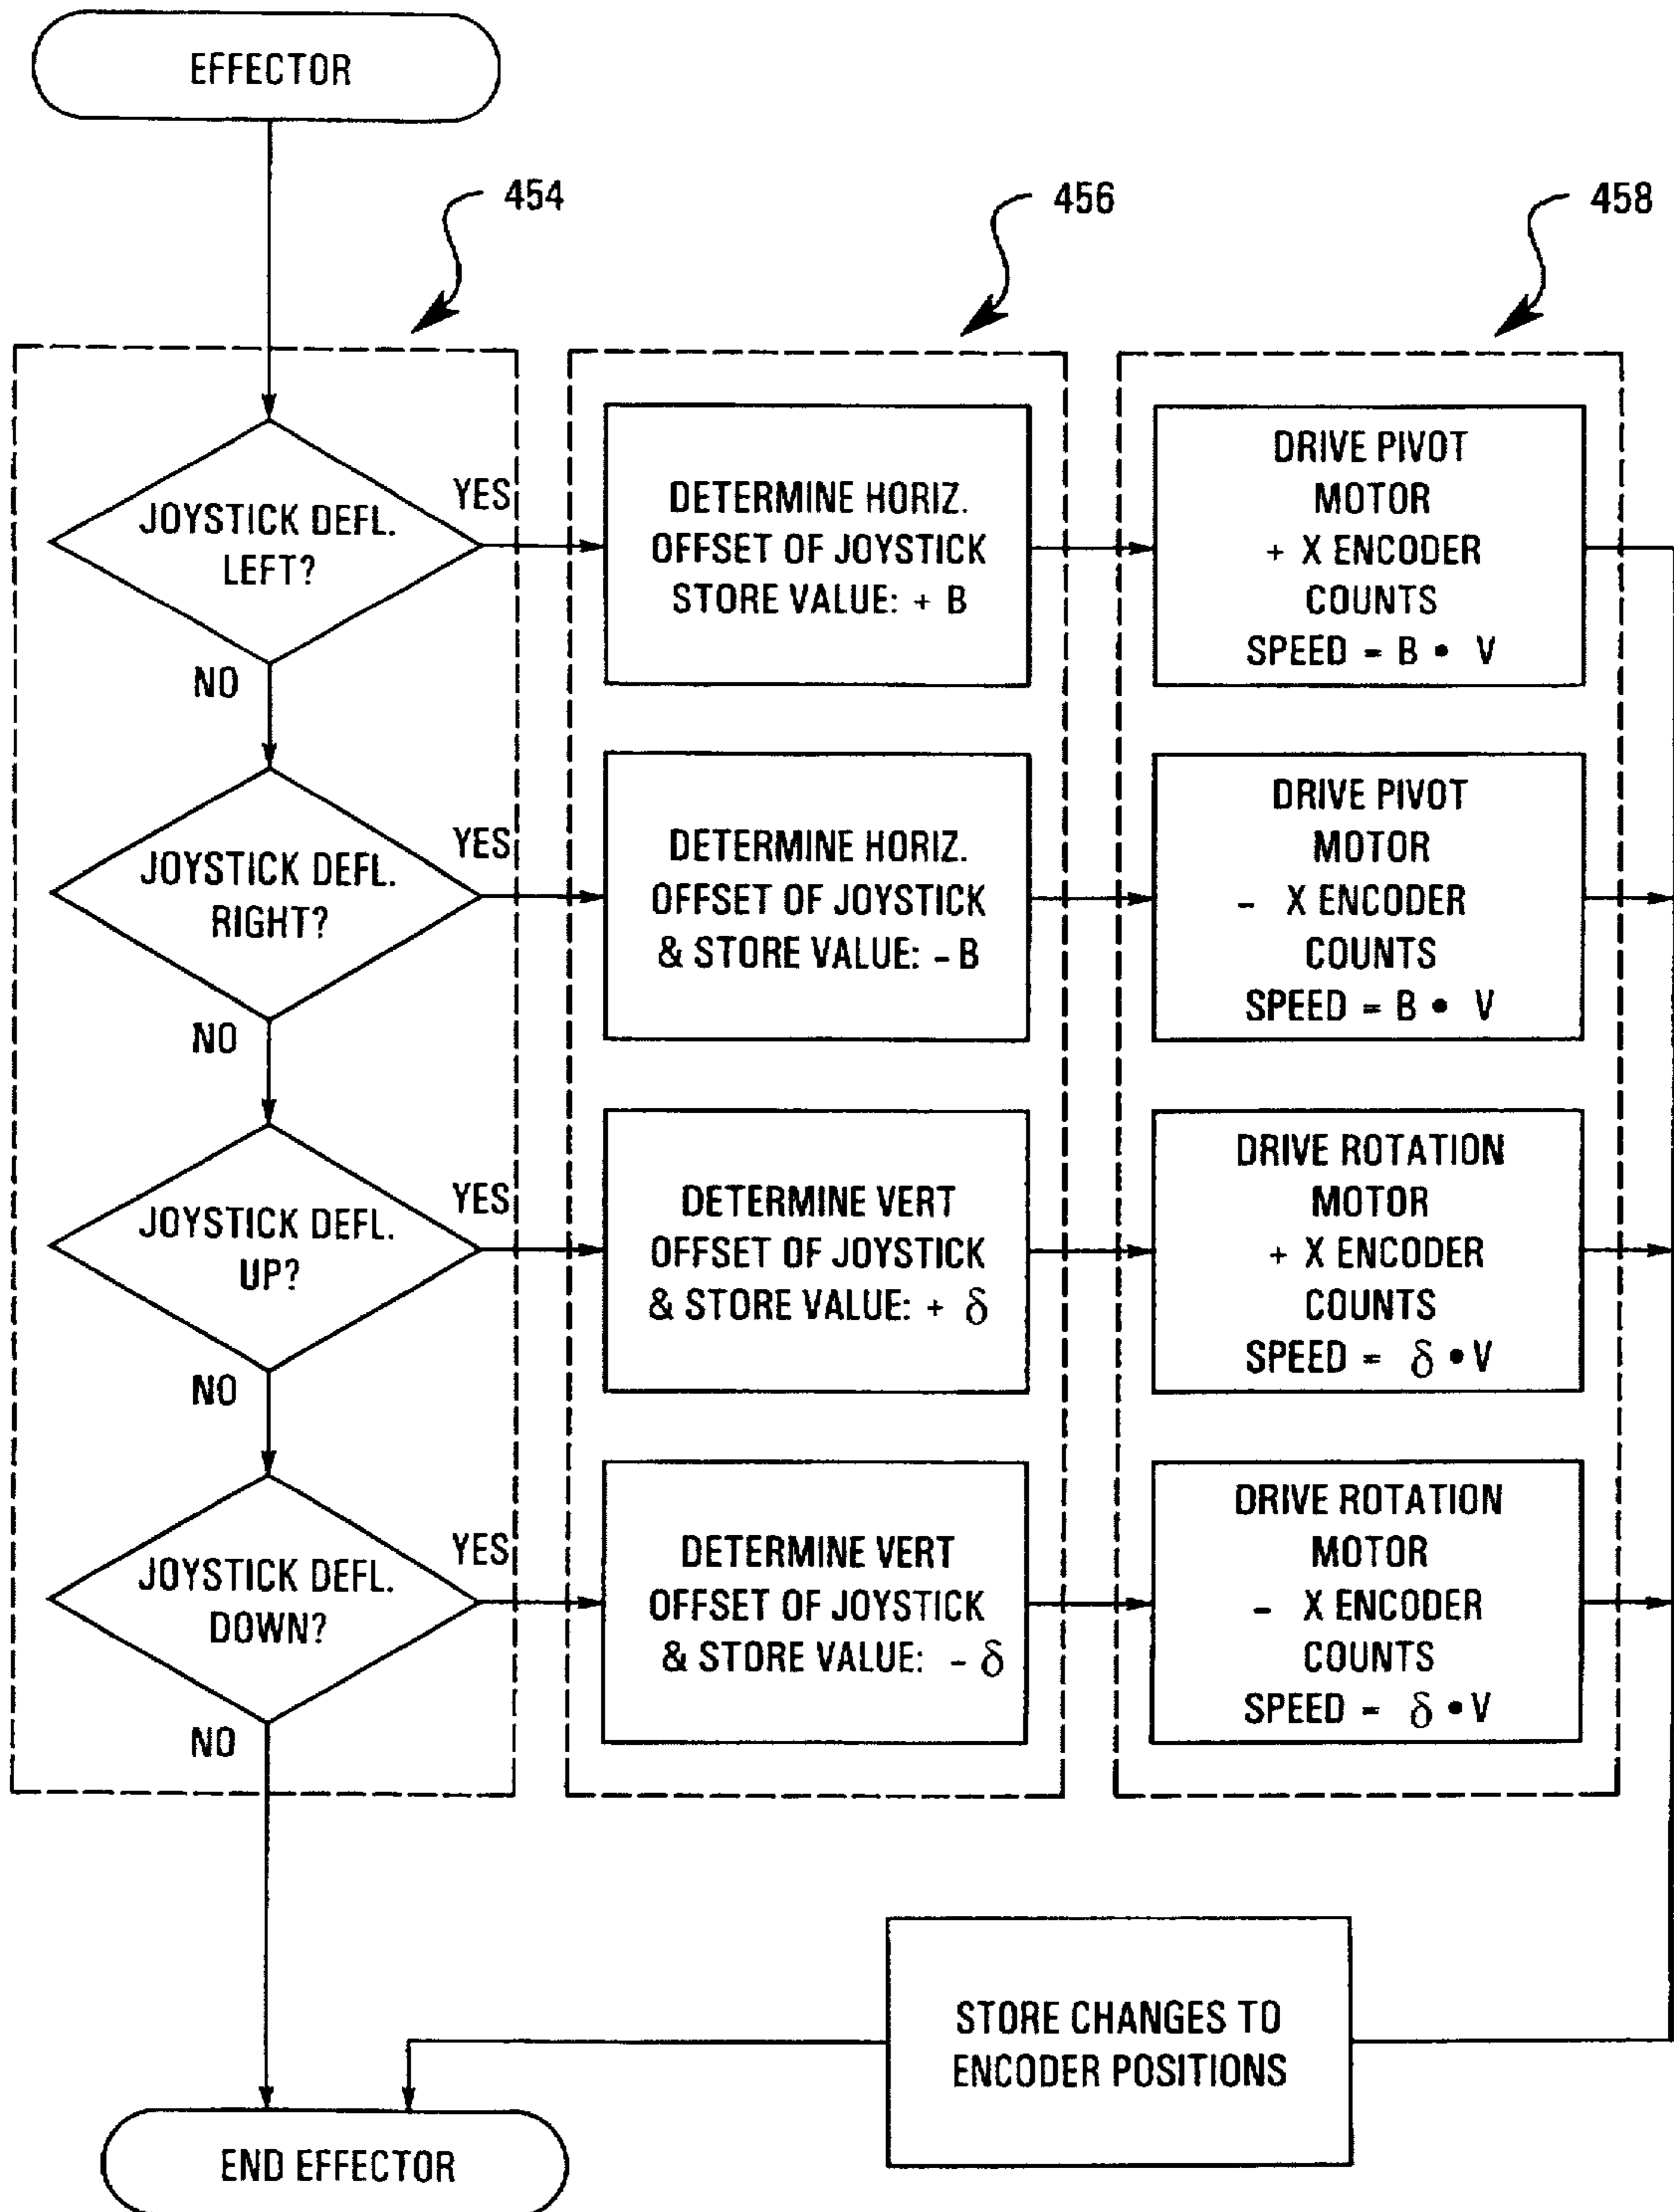 EFFECTOR
454
456
458
JOYSTICK DEFL.
LEFT?
YES
NO
DETERMINE HORIZ.
OFFSET OF JOYSTICK
STORE VALUE: + B
DRIVE PIVOT
MOTOR
+ X ENCODER
COUNTS
SPEED = B • V
JOYSTICK DEFL.
RIGHT?
YES
NO
DETERMINE HORIZ.
OFFSET OF JOYSTICK
& STORE VALUE: - B
DRIVE PIVOT
MOTOR
- X ENCODER
COUNTS
SPEED = B • V
JOYSTICK DEFL.
UP?
YES
NO
DETERMINE VERT
OFFSET OF JOYSTICK
& STORE VALUE: + δ
DRIVE ROTATION
MOTOR
+ X ENCODER
COUNTS
SPEED = δ • V
JOYSTICK DEFL.
DOWN?
YES
NO
DETERMINE VERT
OFFSET OF JOYSTICK
& STORE VALUE: - δ
DRIVE ROTATION
MOTOR
- X ENCODER
COUNTS
SPEED = δ • V
STORE CHANGES TO
ENCODER POSITIONS
END EFFECTOR